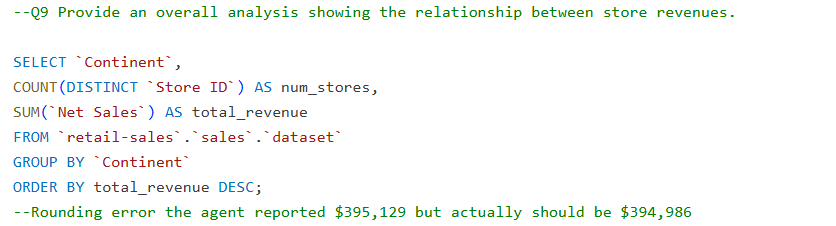 --Q9 Provide an overall analysis showing the relationship between store revenues.
SELECT `Continent`,
COUNT(DISTINCT `Store ID`) AS num_stores,
SUM(`Net Sales`) AS total_revenue
FROM `retail-sales`.`sales`.`dataset`
GROUP BY `Continent`
ORDER BY total_revenue DESC;
--Rounding error the agent reported $395,129 but actually should be $394,986